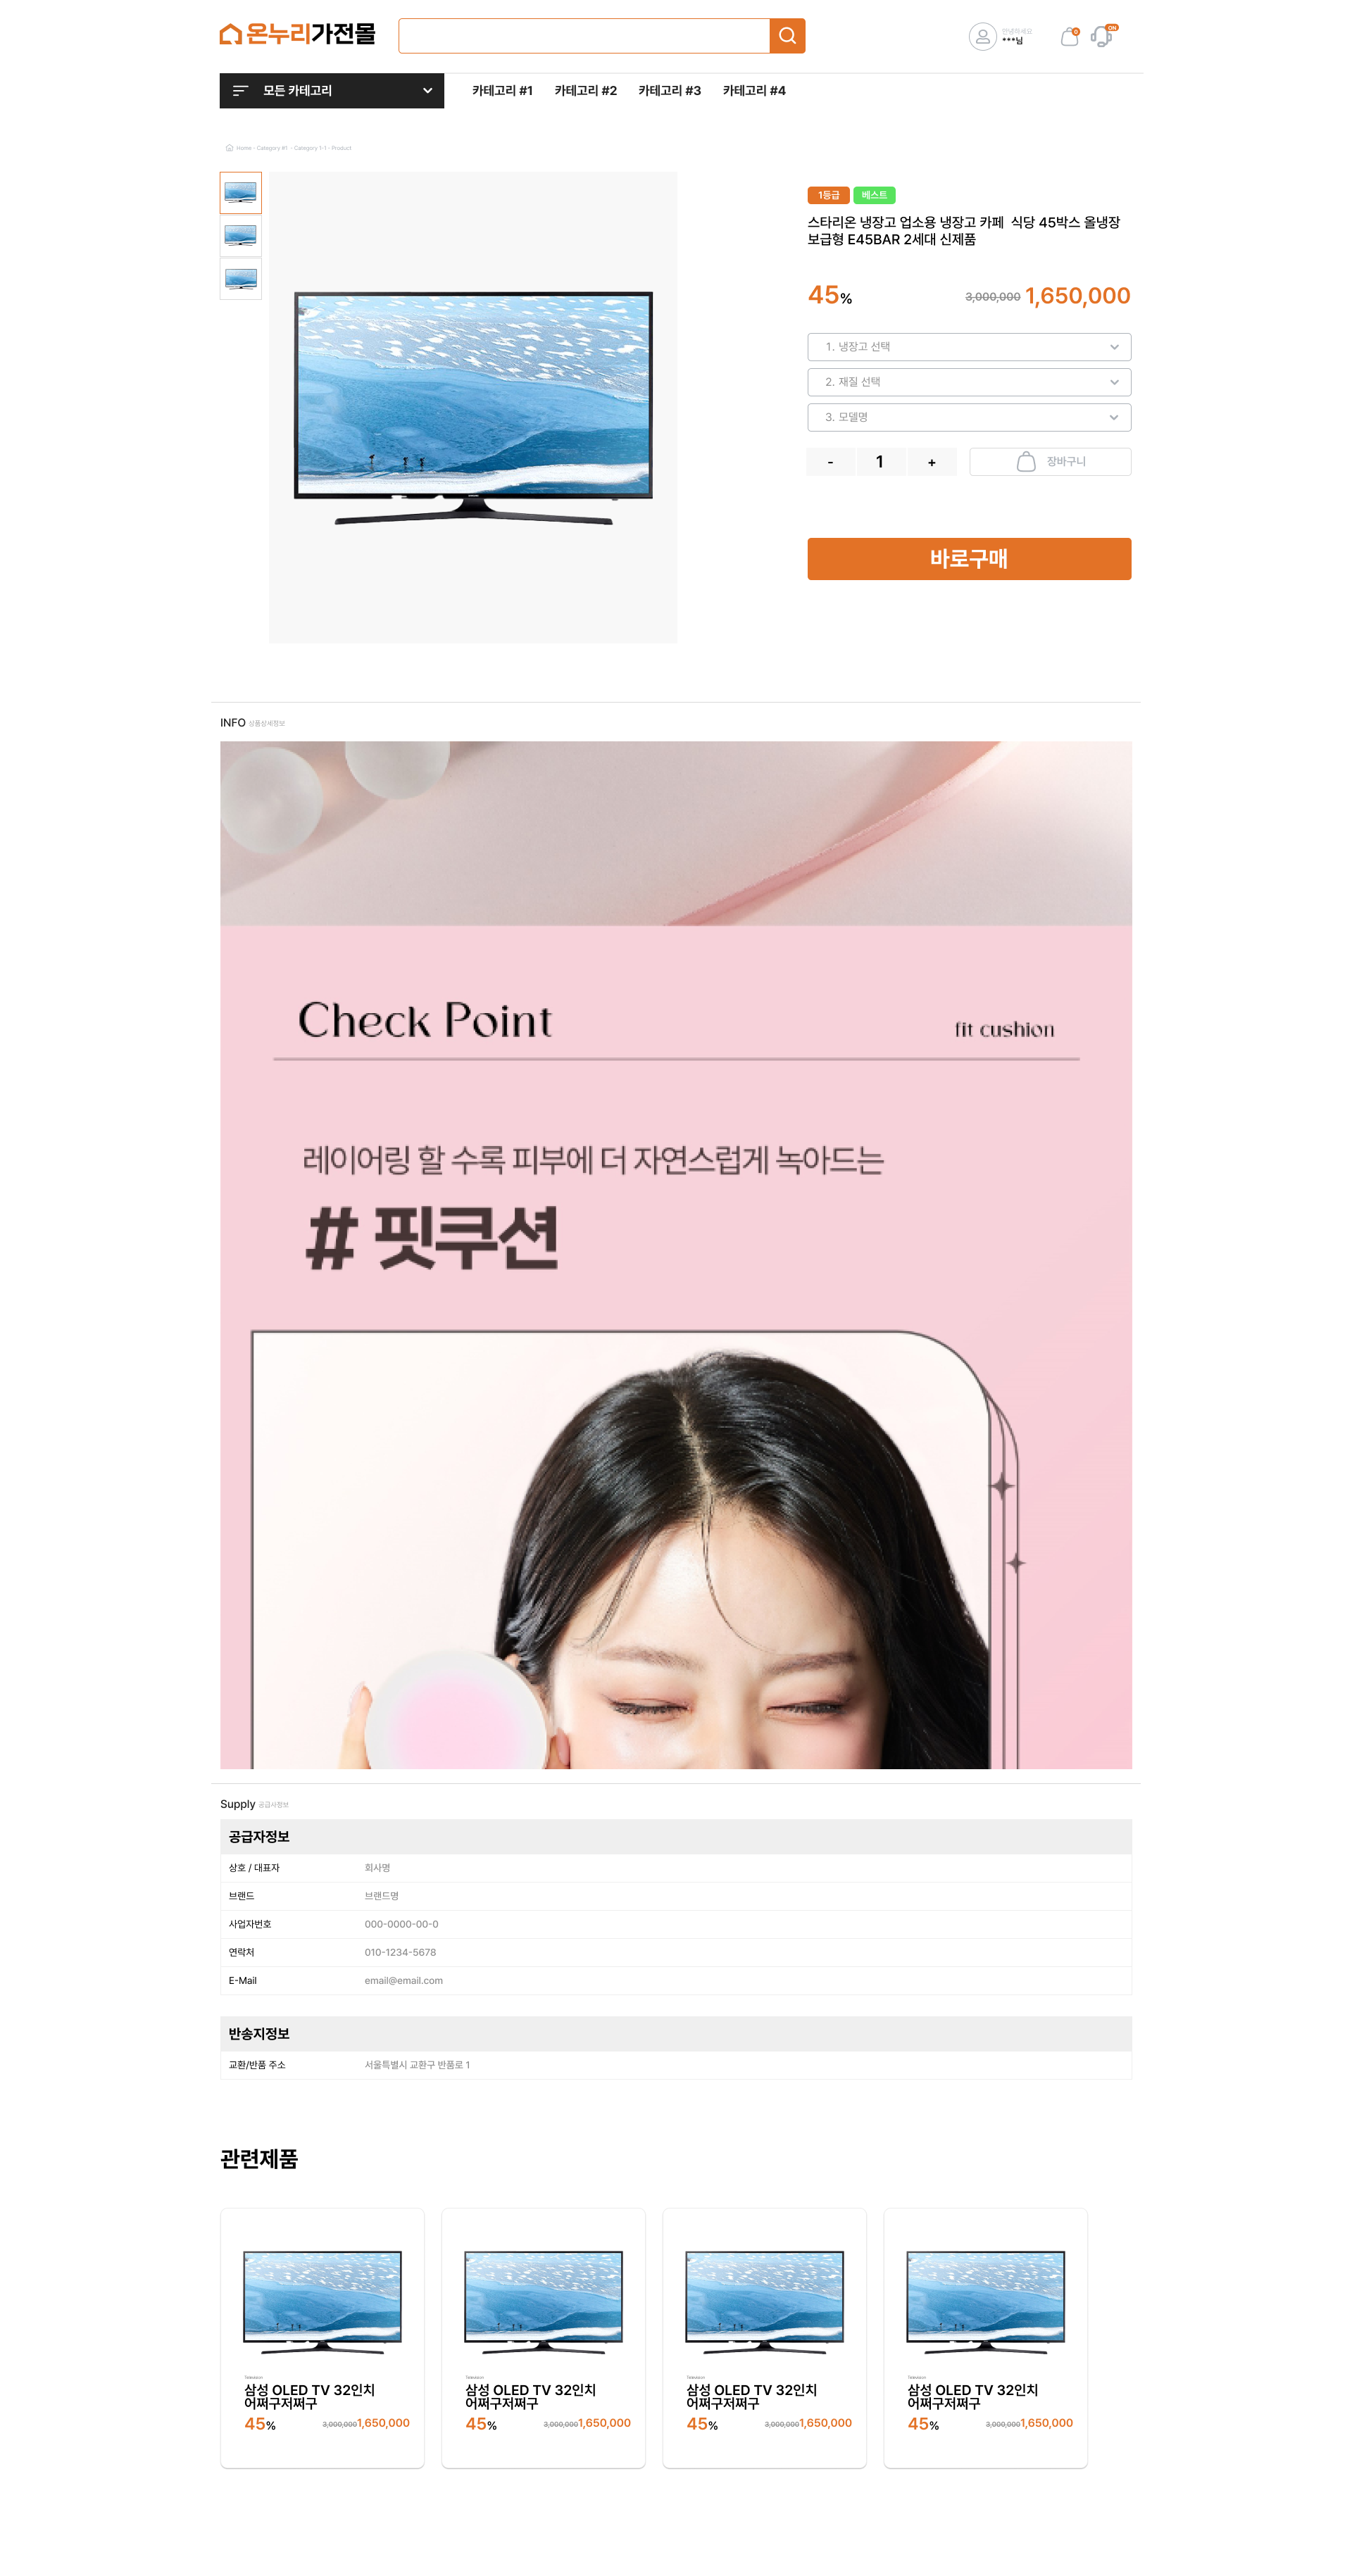 온누리가전몰
안녕하세요
***님
0
ON
모든 카테고리
카테고리 #1
카테고리 #2
카테고리 #3
카테고리 #4
Home - Category #1 - Category 1-1 - Product
1등급
베스트
스타리온 냉장고 업소용 냉장고 카페 식당 45박스 올냉장
보급형 E45BAR 2세대 신제품
45%
3,000,000 1,650,000
1. 냉장고 선택
2. 재질 선택
3. 모델명
- 1 +
장바구니
바로구매
INFO 상품상세정보
Check Point
fit cushion
레이어링 할 수록 피부에 더 자연스럽게 녹아드는
# 핏쿠션
Supply 공급사정보
공급자정보
상호 / 대표자 회사명
브랜드 브랜드명
사업자번호 000-0000-00-0
연락처 010-1234-5678
E-Mail email@email.com
반송지정보
교환/반품 주소 서울특별시 교환구 반품로 1
관련제품
Television
삼성 OLED TV 32인치
어쩌구저쩌구
45% 3,000,000 1,650,000
Television
삼성 OLED TV 32인치
어쩌구저쩌구
45% 3,000,000 1,650,000
Television
삼성 OLED TV 32인치
어쩌구저쩌구
45% 3,000,000 1,650,000
Television
삼성 OLED TV 32인치
어쩌구저쩌구
45% 3,000,000 1,650,000